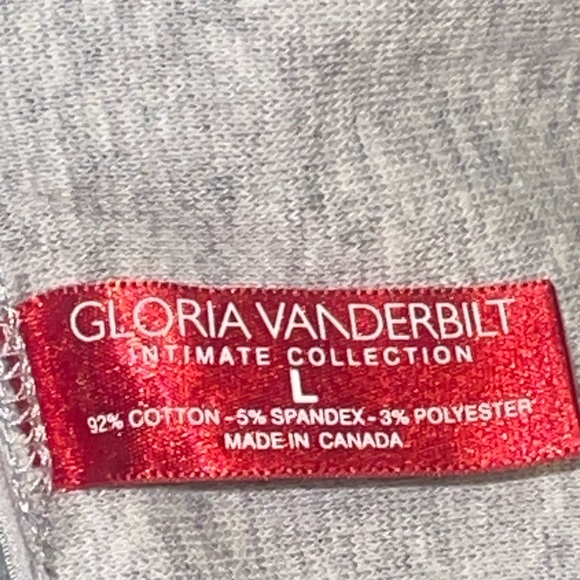 GLORIA VANDERBILT
INTIMATE COLLECTION
L
92% COTTON-5% SPANDEX-3% POLYESTER
MADE IN CANADA